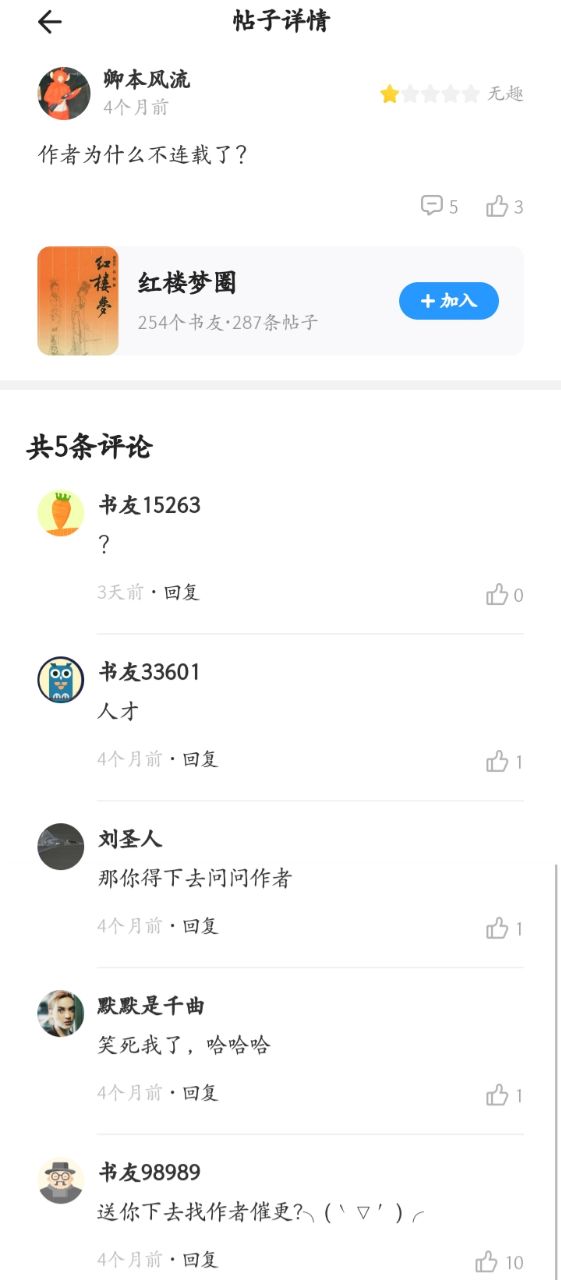 帖子详情
卿本风流
4个月前
无趣
作者为什么不连载了？
5
3
红楼梦
红楼梦圈
254个书友·287条帖子
+ 加入
共5条评论
书友15263
？
3天前 · 回复
0
书友33601
人才
4个月前 · 回复
1
刘圣人
那你得下去问问作者
4个月前 · 回复
1
默默是千曲
笑死我了，哈哈哈
4个月前 · 回复
1
书友98989
送你下去找作者催更?╮(‵▽′)╭
4个月前 · 回复
10